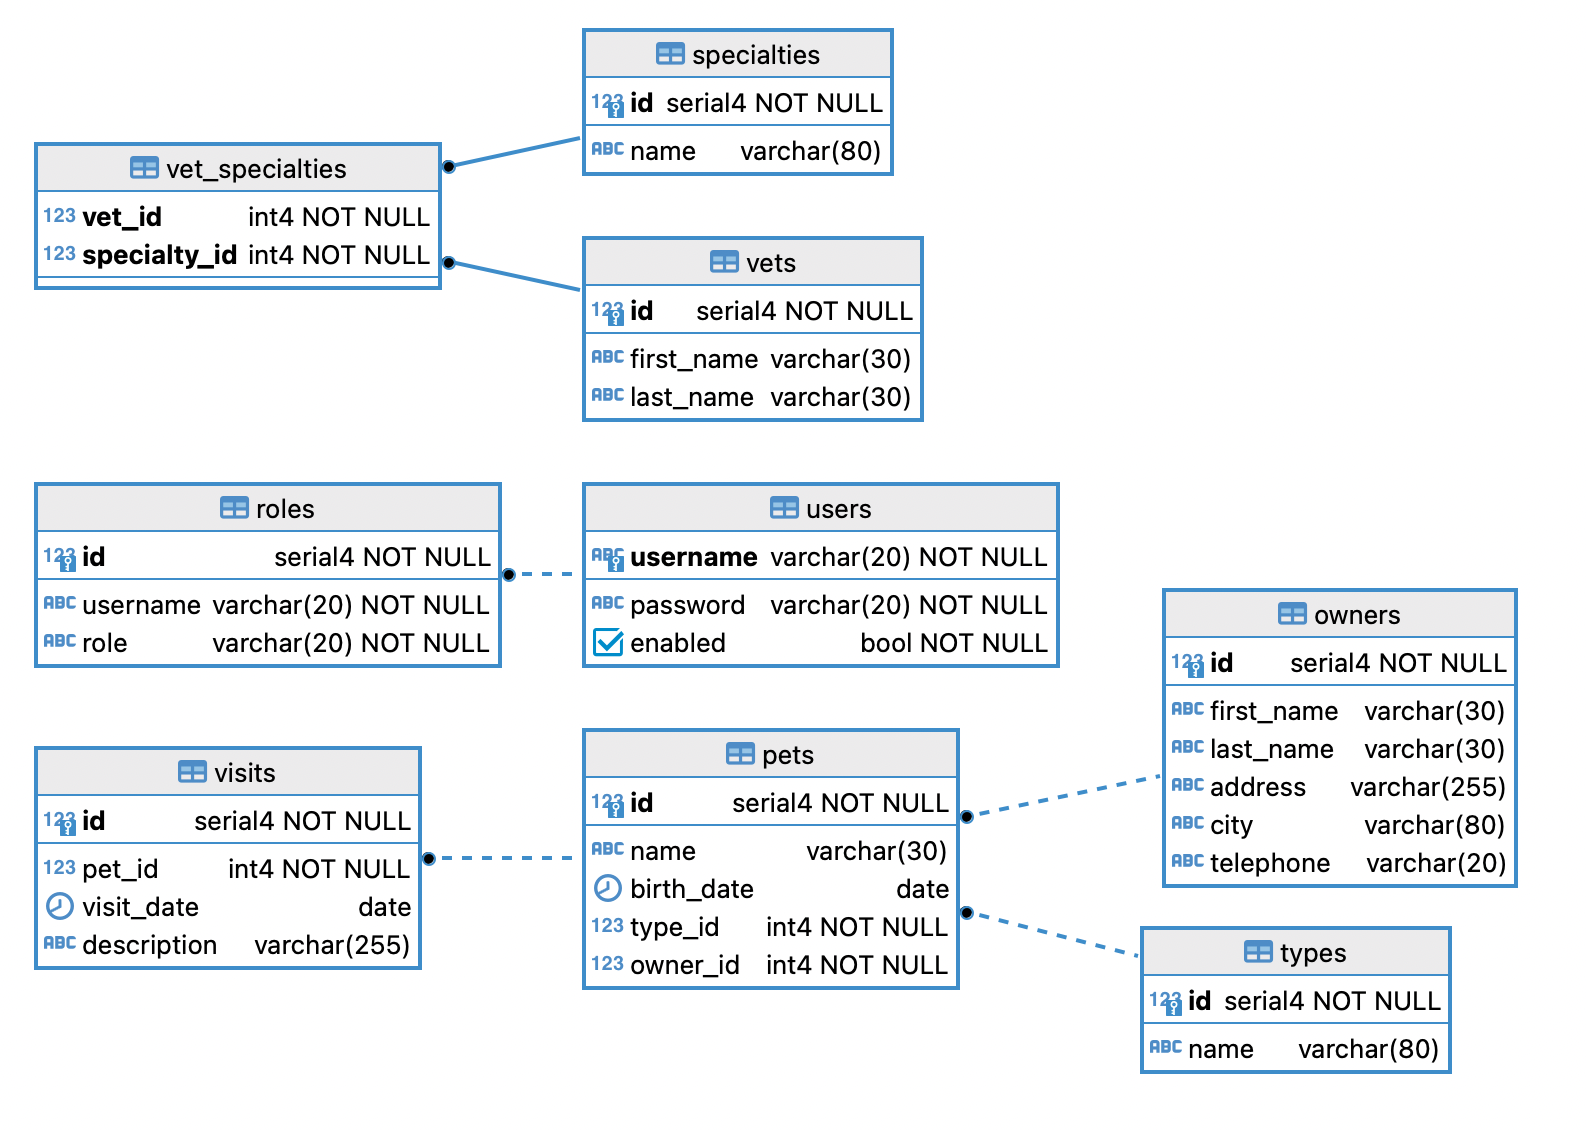 specialties
123 id serial4 NOT NULL
ABC name varchar(80)
vet_specialties
123 vet_id int4 NOT NULL
123 specialty_id int4 NOT NULL
vets
123 id serial4 NOT NULL
ABC first_name varchar(30)
ABC last_name varchar(30)
roles
123 id serial4 NOT NULL
ABC username varchar(20) NOT NULL
ABC role varchar(20) NOT NULL
users
ABC username varchar(20) NOT NULL
ABC password varchar(20) NOT NULL
enabled bool NOT NULL
owners
123 id serial4 NOT NULL
ABC first_name varchar(30)
ABC last_name varchar(30)
ABC address varchar(255)
ABC city varchar(80)
ABC telephone varchar(20)
visits
123 id serial4 NOT NULL
123 pet_id int4 NOT NULL
visit_date date
ABC description varchar(255)
pets
123 id serial4 NOT NULL
ABC name varchar(30)
birth_date date
123 type_id int4 NOT NULL
123 owner_id int4 NOT NULL
types
123 id serial4 NOT NULL
ABC name varchar(80)